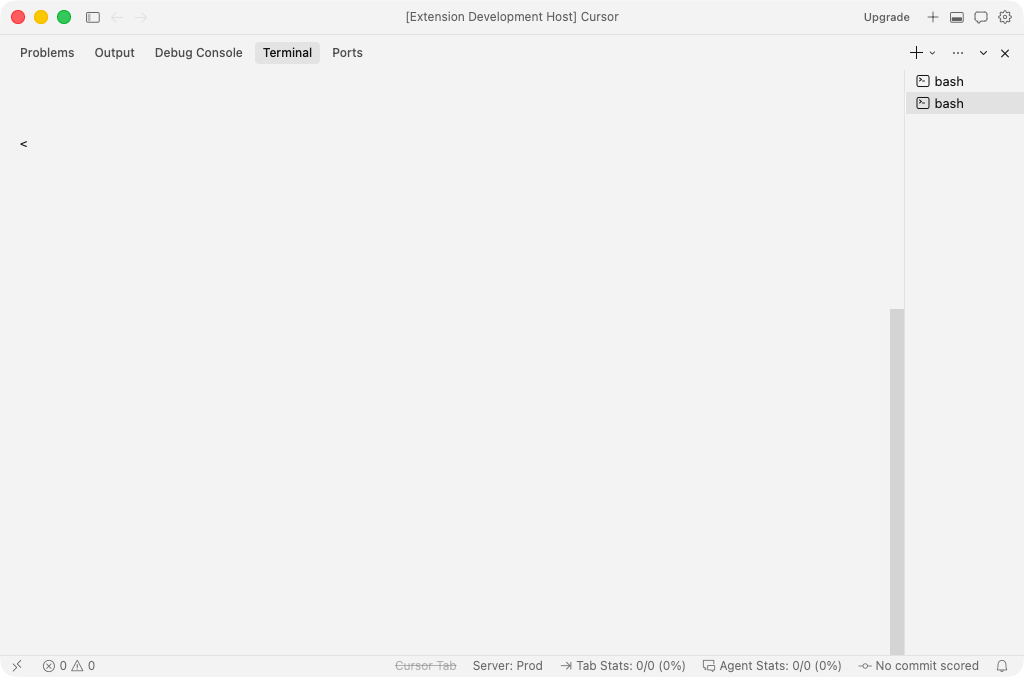 [Extension Development Host] Cursor
Upgrade
Problems Output Debug Console Terminal Ports
bash
bash
<
0 0 Cursor Tab Server: Prod Tab Stats: 0/0 (0%) Agent Stats: 0/0 (0%) No commit scored